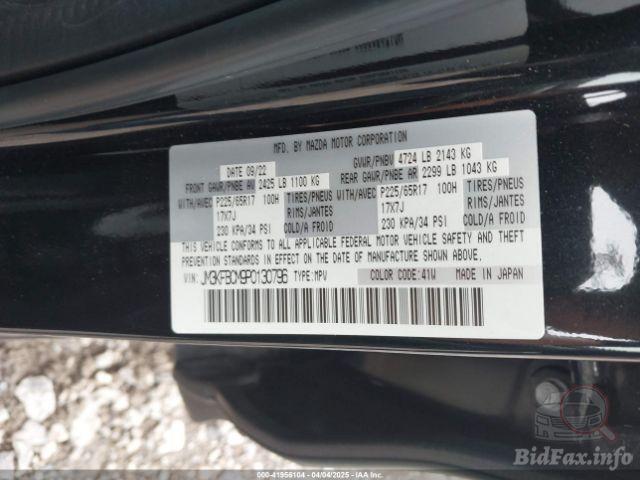 MFD. BY MAZDA MOTOR CORPORATION
DATE 09/22 GVWR/PNBV 4724 LB 2143 KG
FRONT GAWR/PNBE AV 2425 LB 1100 KG REAR GAWR/PNBE AR 2299 LB 1043 KG
WITH/AVEC P225/65R17 100H TIRES/PNEUS WITH/AVEC P225/65R17 100H TIRES/PNEUS
17X7J RIMS/JANTES 17X7J RIMS/JANTES
230 KPA/34 PSI COLD/A FROID 230 KPA/34 PSI COLD/A FROID
THIS VEHICLE CONFORMS TO ALL APPLICABLE FEDERAL MOTOR VEHICLE SAFETY, BUMPER, AND THEFT
PREVENTION STANDARDS IN EFFECT ON THE DATE OF MANUFACTURE SHOWN ABOVE.
VIN: JM3KFBCM9P0130796 TYPE:MPV COLOR CODE:41W MADE IN JAPAN
BidFax.info
000-41956104 - 04/04/2025 - IAA Inc.